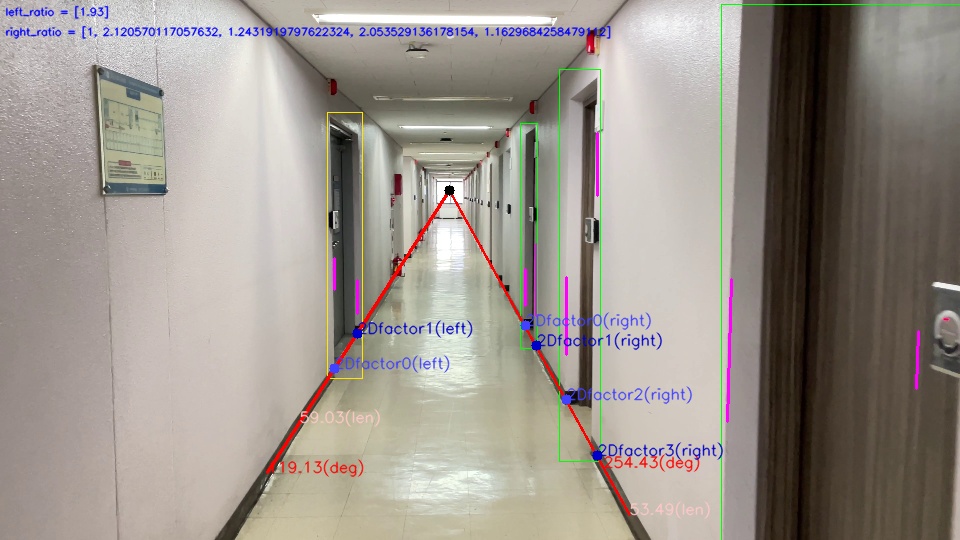 left_ratio = [1.93]
right_ratio = [1, 2.120570117057632, 1.2431919797622324, 2.053529136178154, 1.1629684258479112]
2Dfactor0(right)
2Dfactor1(left)
2Dfactor1(right)
2Dfactor0(left)
2Dfactor2(right)
59.03(len)
2Dfactor3(right)
254.43(deg)
119.13(deg)
53.49(len)